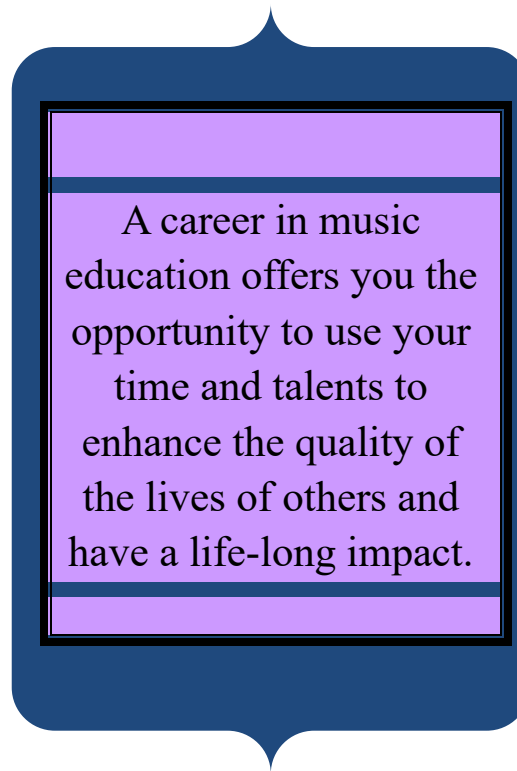 A career in music
education offers you the
opportunity to use your
time and talents to
enhance the quality of
the lives of others and
have a life-long impact.